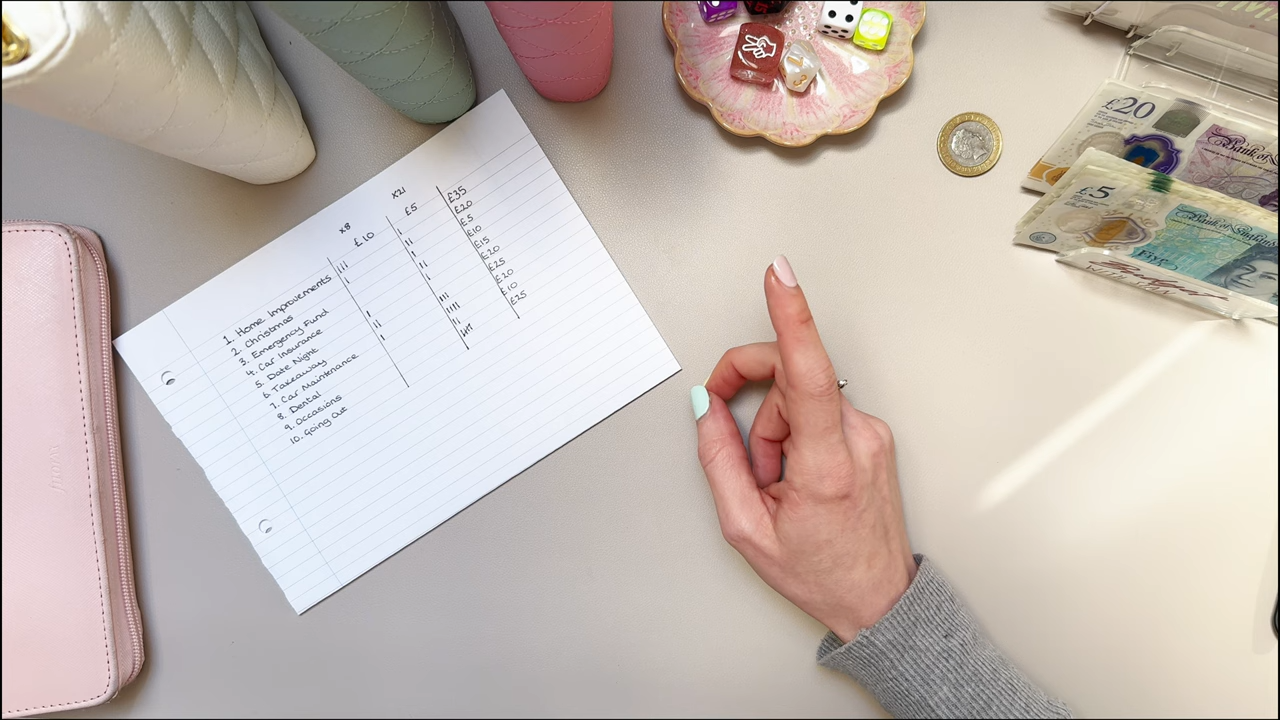 x8 x21
£10 £5
1. Home Improvements £35
2. Christmas £20
3. Emergency Fund £5
4. Car Insurance £10
5. Date Night £15
6. Takeaway £20
7. Car Maintenance £25
8. Dental £20
9. Occasions £10
10. Going Out £25
£20
Bank of
£5
Bank of England
Five